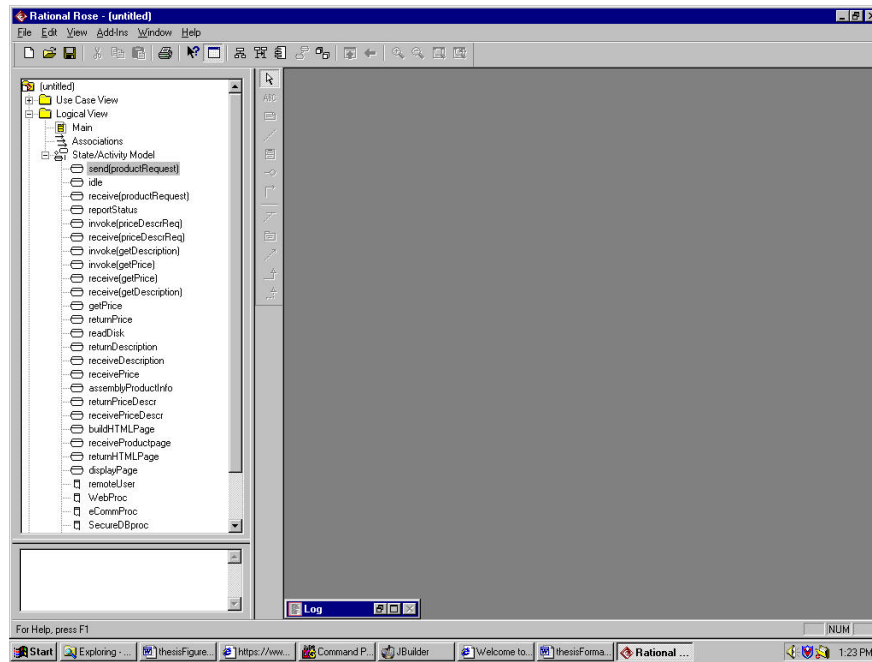 Rational Rose - (untitled)
File Edit View Add-Ins Window Help
(untitled)
Use Case View
Logical View
Main
Associations
State/Activity Model
send(productRequest)
idle
receive(productRequest)
reportStatus
invoke(priceDescrReq)
receive(priceDescrReq)
invoke(getDescription)
invoke(getPrice)
receive(getPrice)
receive(getDescription)
getPrice
returnPrice
readDisk
returnDescription
receiveDescription
receivePrice
assemblyProductInfo
returnPriceDescr
receivePriceDescr
buildHTMLPage
receiveProductpage
returnHTMLPage
displayPage
remoteUser
WebProc
eCommProc
SecureDBproc
ABC
Log
For Help, press F1
NUM
Start Exploring - ... thesisFigure... https://ww... Command P... JBuilder Welcome to... thesisForma... Rational ... 1:23 PM